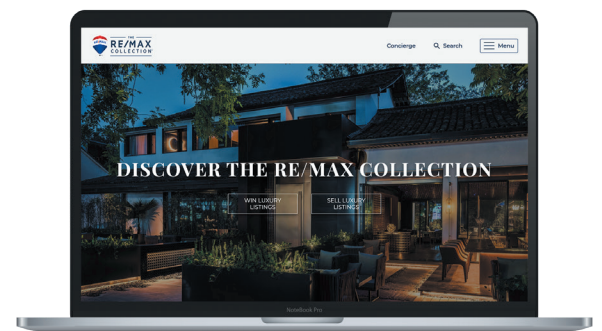 THE
RE/MAX
COLLECTION
Concierge
Search
Menu
DISCOVER THE RE/MAX COLLECTION
WIN LUXURY
LISTINGS
SELL LUXURY
LISTINGS
NoteBook Pro